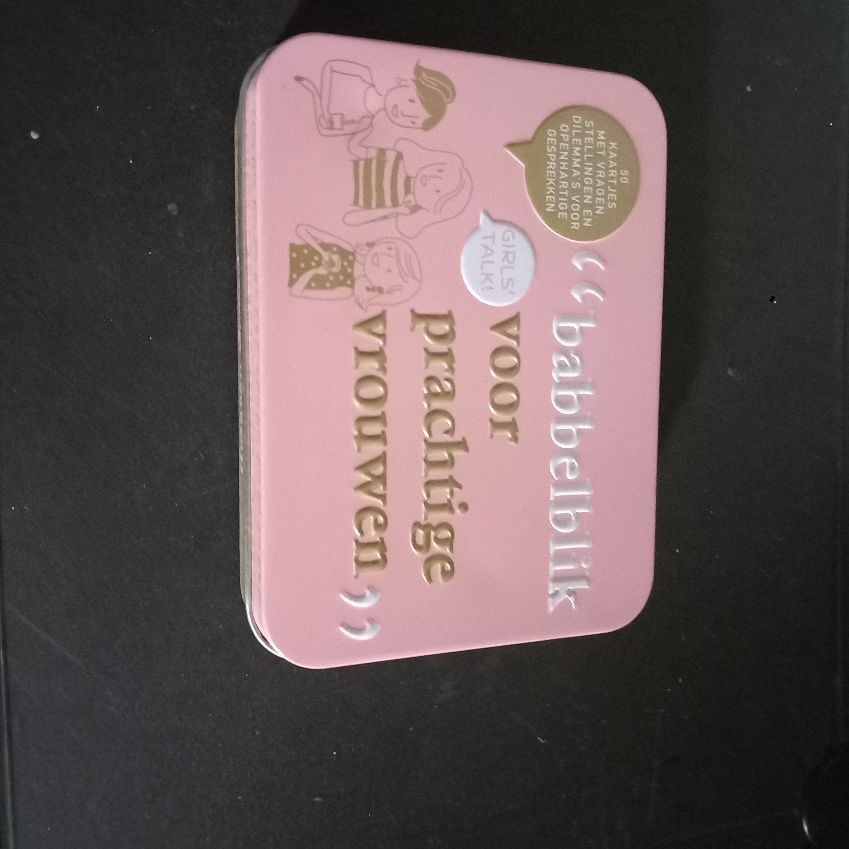 50
KAARTJES
MET VRAGEN
STELLINGEN EN
DILEMMA'S VOOR
OPENHARTIGE
GESPREKKEN
“babbelblik
GIRLS'
TALK!
voor
prachtige
vrouwen”